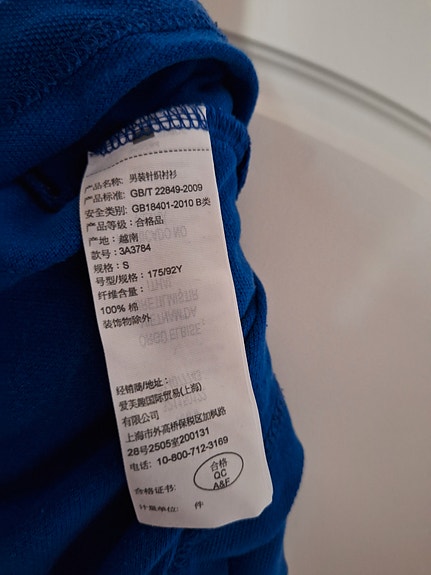 产品名称: 男装针织衬衫
产品标准: GB/T 22849-2009
安全类别: GB18401-2010 B类
产品等级: 合格品
产地: 越南
款号: 3A3784
规格: S
号型/规格: 175/92Y
纤维含量:
100% 棉
装饰物除外
经销商/地址:
爱芙趣国际贸易(上海)
有限公司
上海市外高桥保税区加枫路
28号2505室200131
电话: 10-800-712-3169
合格证书:
合格
QC
A&F
计量单位: 件